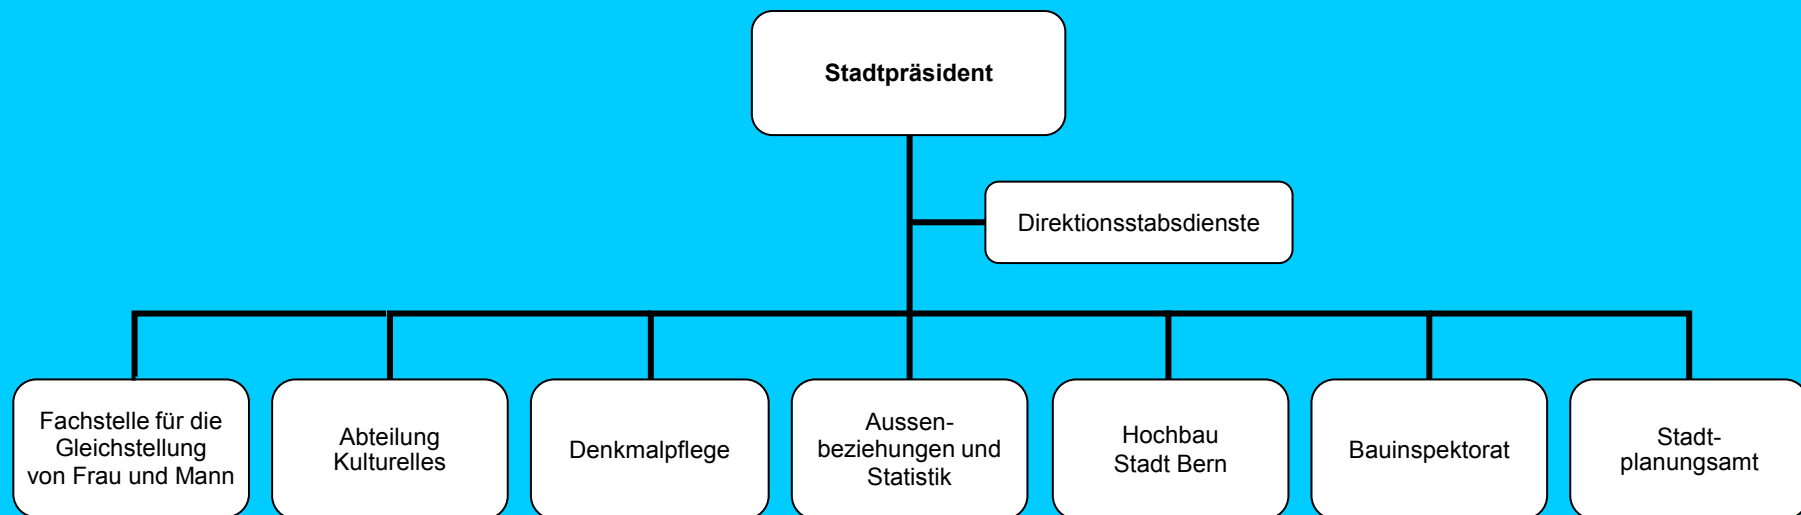 Stadtpräsident
Direktionsstabsdienste
Fachstelle für die
Gleichstellung
von Frau und Mann
Abteilung
Kulturelles
Denkmalpflege
Aussen-
beziehungen und
Statistik
Hochbau
Stadt Bern
Bauinspektorat
Stadt-
planungsamt